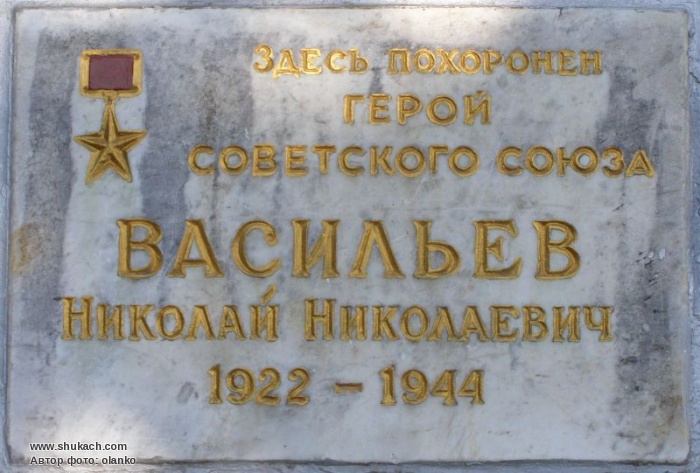 Здесь похоронен
ГЕРОЙ
СОВЕТСКОГО СОЮЗА
ВАСИЛЬЕВ
Николай Николаевич
1922 – 1944
www.shukach.com
Автор фото: olanko